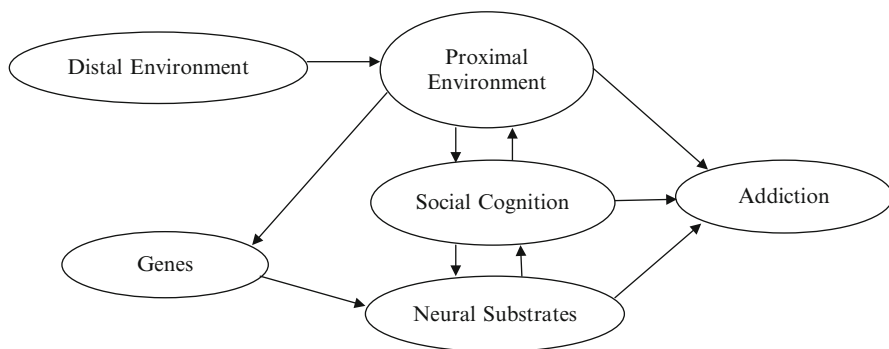 Distal Environment
Proximal
Environment
Social Cognition
Addiction
Genes
Neural Substrates